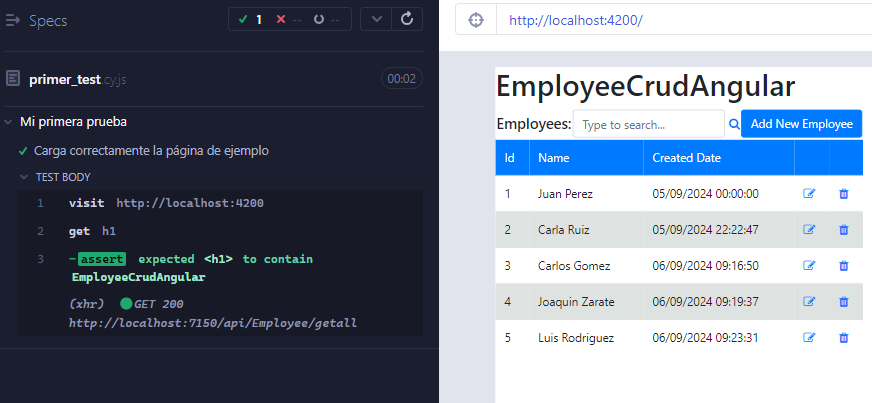 Specs
1
--
--
primer_test.cy.js
00:02
Mi primera prueba
Carga correctamente la página de ejemplo
TEST BODY
1 visit http://localhost:4200
2 get h1
3 -assert expected <h1> to contain
EmployeeCrudAngular
(xhr) GET 200
http://localhost:7150/api/Employee/getall
http://localhost:4200/
EmployeeCrudAngular
Employees: Type to search... Add New Employee
Id Name Created Date
1 Juan Perez 05/09/2024 00:00:00
2 Carla Ruiz 05/09/2024 22:22:47
3 Carlos Gomez 06/09/2024 09:16:50
4 Joaquin Zarate 06/09/2024 09:19:37
5 Luis Rodriguez 06/09/2024 09:23:31